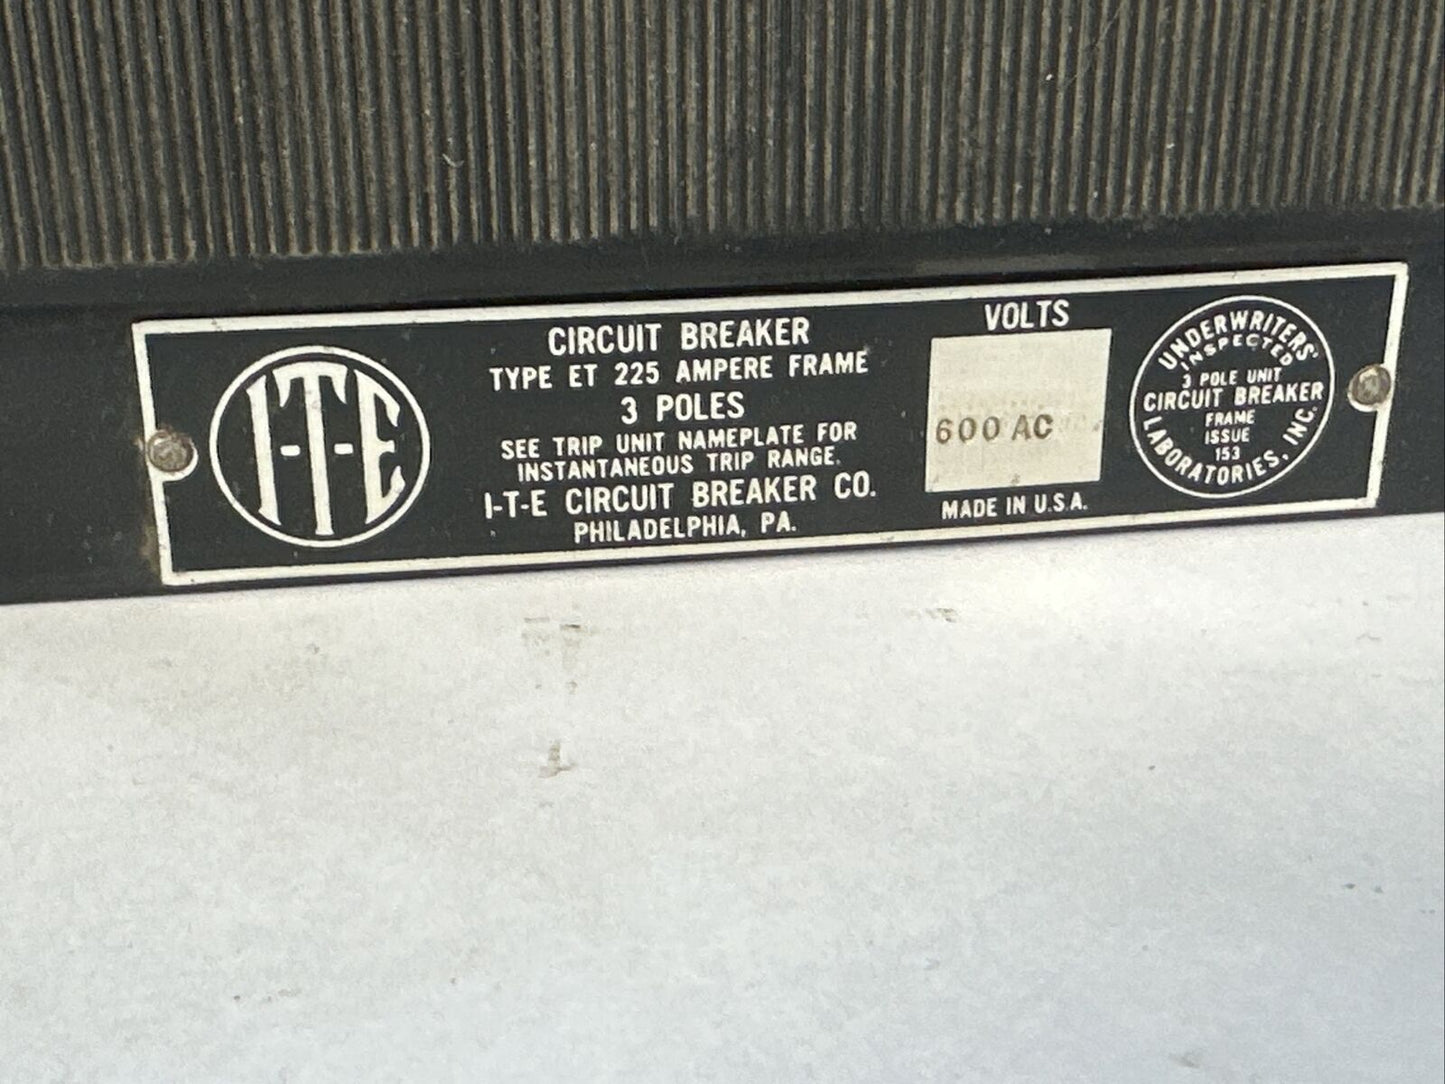 I-T-E
CIRCUIT BREAKER
TYPE ET 225 AMPERE FRAME
3 POLES
SEE TRIP UNIT NAMEPLATE FOR
INSTANTANEOUS TRIP RANGE.
I-T-E CIRCUIT BREAKER CO.
PHILADELPHIA, PA.
VOLTS
600 AC
MADE IN U.S.A.
UNDERWRITERS'
INSPECTED
3 POLE UNIT
CIRCUIT BREAKER
FRAME
ISSUE
153
LABORATORIES, INC.